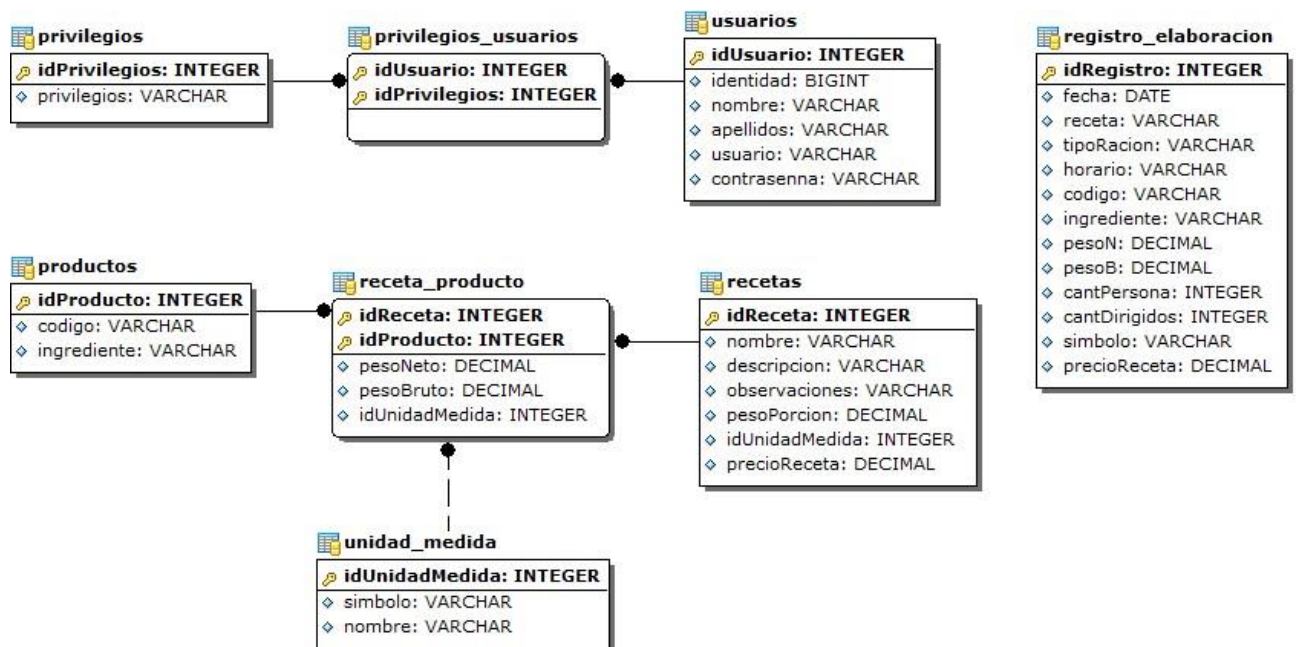 privilegios
idPrivilegios: INTEGER
privilegios: VARCHAR
privilegios_usuarios
idUsuario: INTEGER
idPrivilegios: INTEGER
usuarios
idUsuario: INTEGER
identidad: BIGINT
nombre: VARCHAR
apellidos: VARCHAR
usuario: VARCHAR
contrasenna: VARCHAR
registro_elaboracion
idRegistro: INTEGER
fecha: DATE
receta: VARCHAR
tipoRacion: VARCHAR
horario: VARCHAR
codigo: VARCHAR
ingrediente: VARCHAR
pesoN: DECIMAL
pesoB: DECIMAL
cantPersona: INTEGER
cantDirigidos: INTEGER
simbolo: VARCHAR
precioReceta: DECIMAL
productos
idProducto: INTEGER
codigo: VARCHAR
ingrediente: VARCHAR
receta_producto
idReceta: INTEGER
idProducto: INTEGER
pesoNeto: DECIMAL
pesoBruto: DECIMAL
idUnidadMedida: INTEGER
recetas
idReceta: INTEGER
nombre: VARCHAR
descripcion: VARCHAR
observaciones: VARCHAR
pesoPorcion: DECIMAL
idUnidadMedida: INTEGER
precioReceta: DECIMAL
unidad_medida
idUnidadMedida: INTEGER
simbolo: VARCHAR
nombre: VARCHAR